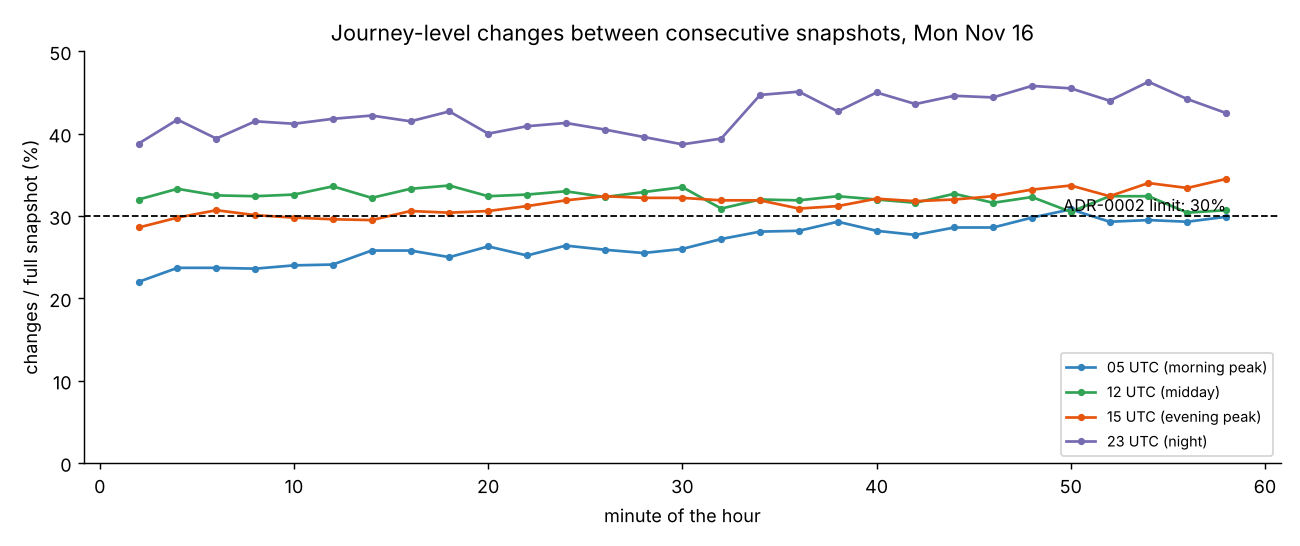 Journey-level changes between consecutive snapshots, Mon Nov 16
changes / full snapshot (%)
50
40
30
20
10
0
ADR-0002 limit: 30%
05 UTC (morning peak)
12 UTC (midday)
15 UTC (evening peak)
23 UTC (night)
0 10 20 30 40 50 60
minute of the hour